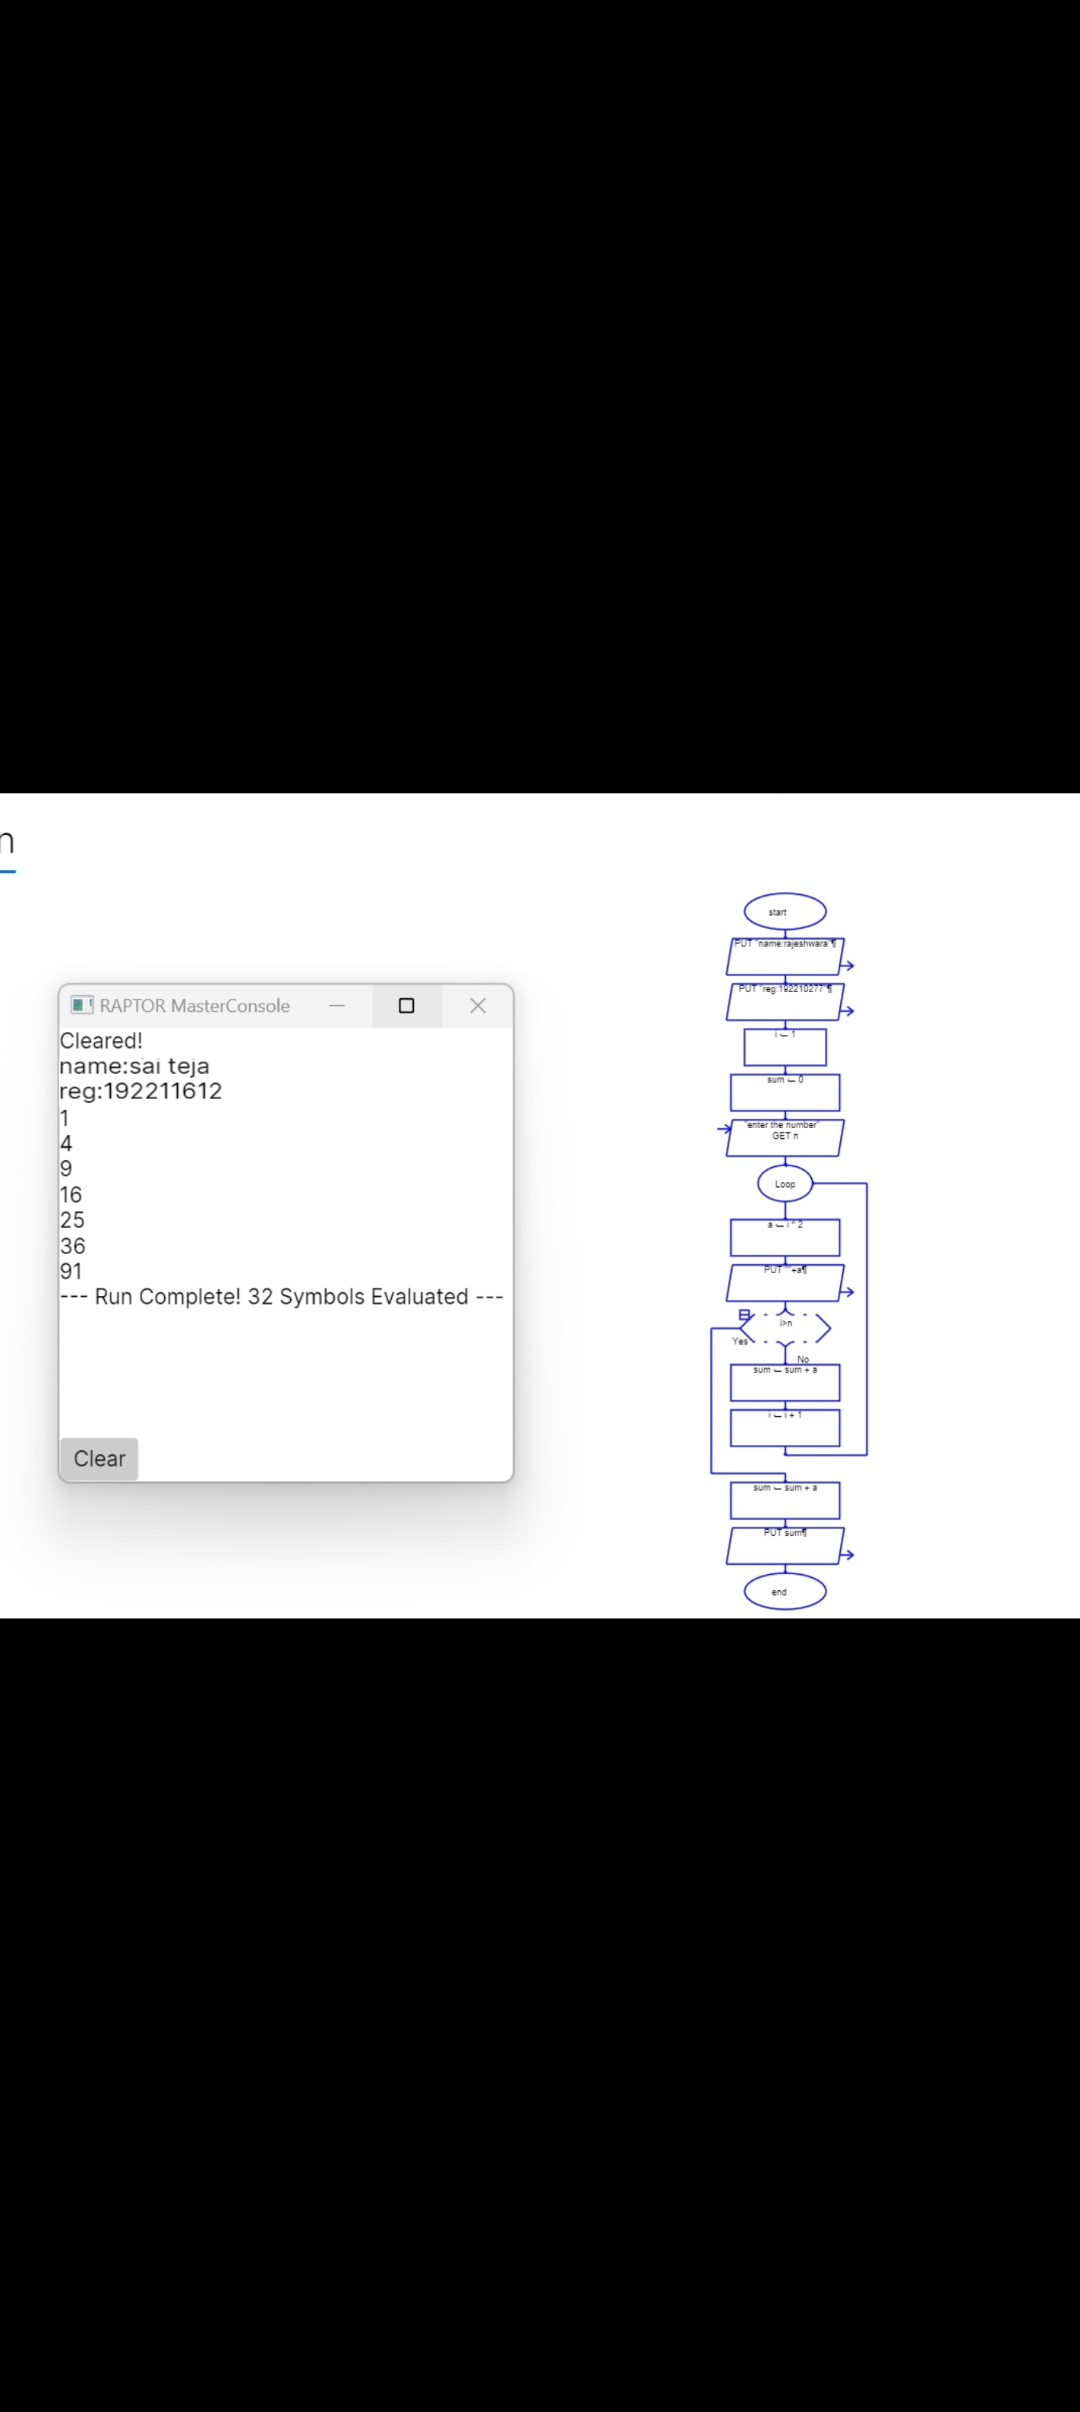 n
RAPTOR MasterConsole
Cleared!
name:sai teja
reg:192211612
1
4
9
16
25
36
91
--- Run Complete! 32 Symbols Evaluated ---
Clear
start
PUT "name:rajeshwara"¶
PUT "reg:192210277"¶
i ← 1
sum ← 0
"enter the number"
GET n
Loop
a ← i ^ 2
PUT ""+a¶
i>n
Yes
No
sum ← sum + a
i ← i + 1
sum ← sum + a
PUT sum¶
end